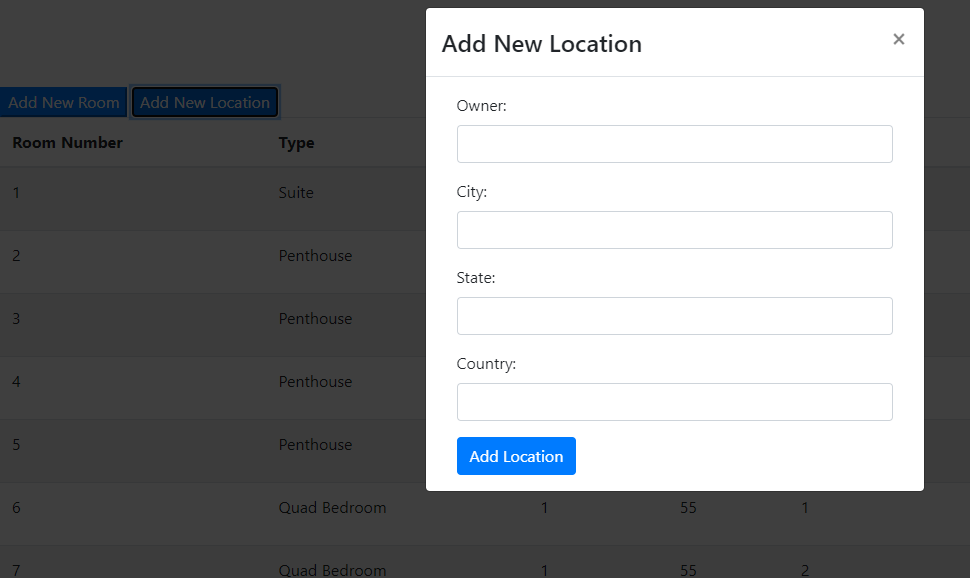 Add New Location
×
Owner:
City:
State:
Country:
Add Location
Add New Room Add New Location
Room Number Type
1 Suite
2 Penthouse
3 Penthouse
4 Penthouse
5 Penthouse
6 Quad Bedroom 1 55 1
7 Quad Bedroom 1 55 2